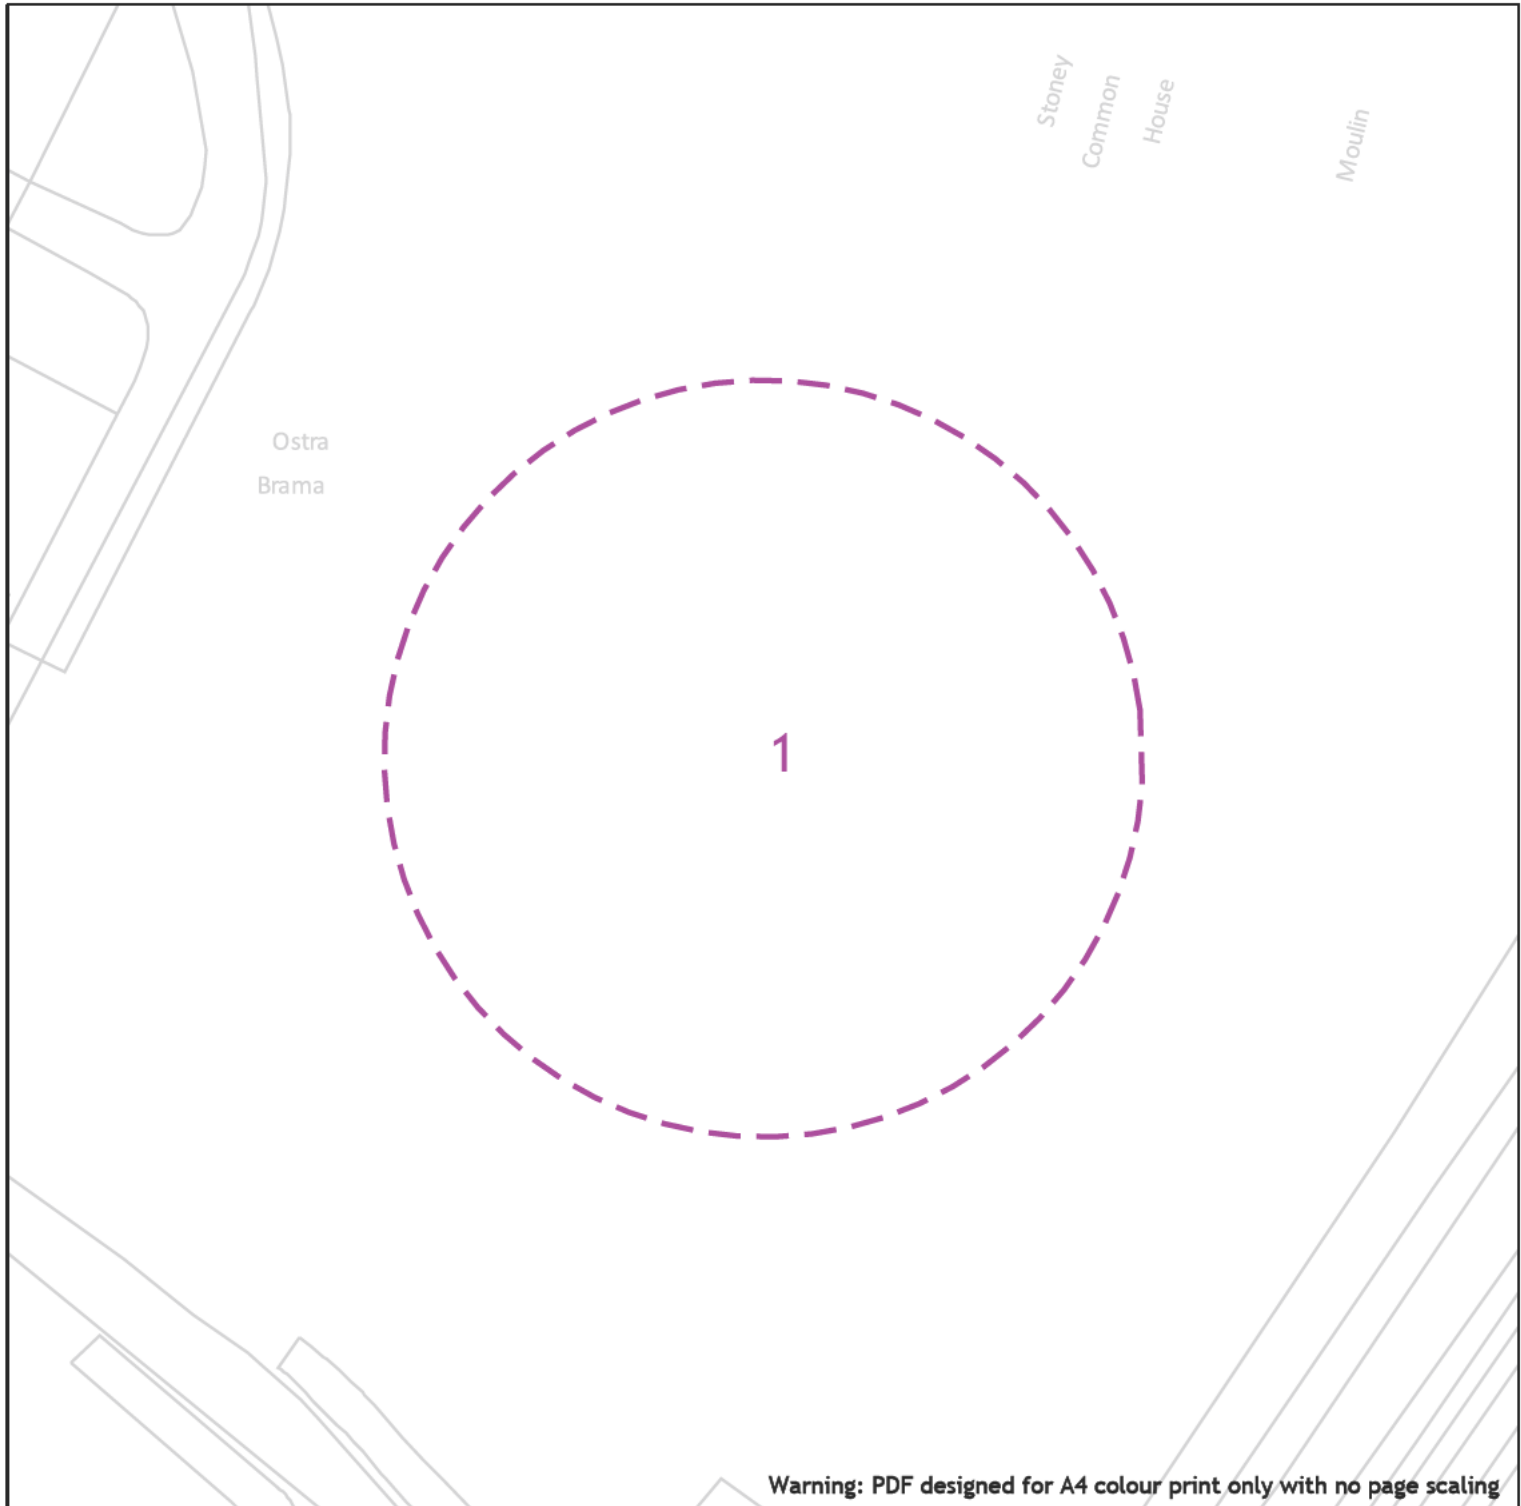 Stoney
Common
House
Moulin
Ostra
Brama
1
Warning: PDF designed for A4 colour print only with no page scaling